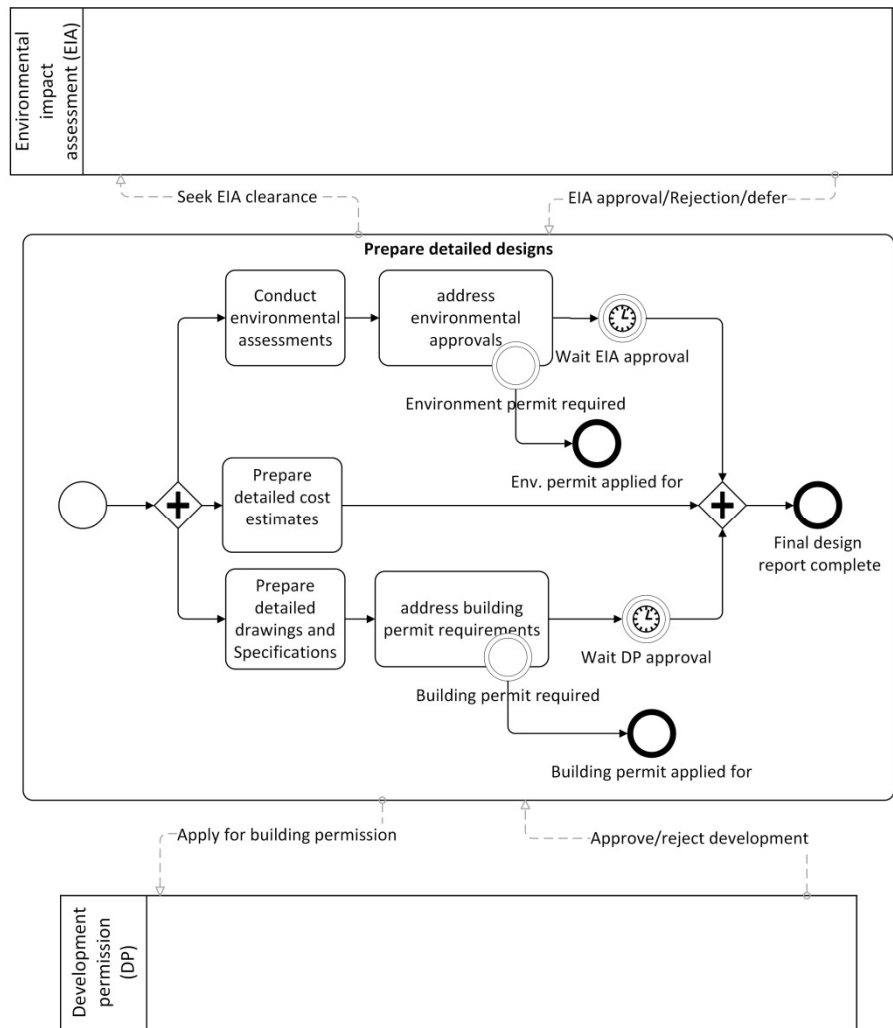 Environmental
impact
assessment (EIA)
Seek EIA clearance
EIA approval/Rejection/defer
Prepare detailed designs
Conduct
environmental
assessments
address
environmental
approvals
Wait EIA approval
Environment permit required
Env. permit applied for
Prepare
detailed cost
estimates
Final design
report complete
Prepare
detailed
drawings and
Specifications
address building
permit requirements
Wait DP approval
Building permit required
Building permit applied for
Apply for building permission
Approve/reject development
Development
permission
(DP)